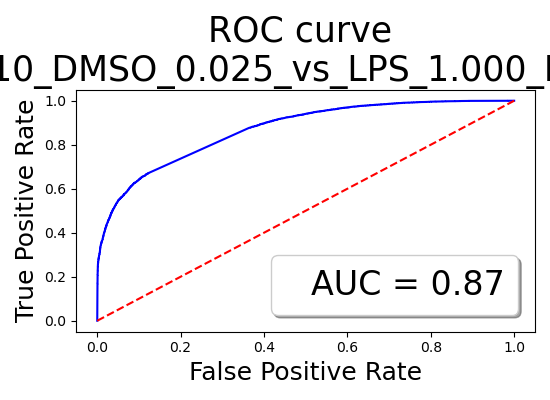 ROC curve
10_DMSO_0.025_vs_LPS_1.000_
True Positive Rate
1.0
0.8
0.6
0.4
0.2
0.0
AUC = 0.87
0.0 0.2 0.4 0.6 0.8 1.0
False Positive Rate